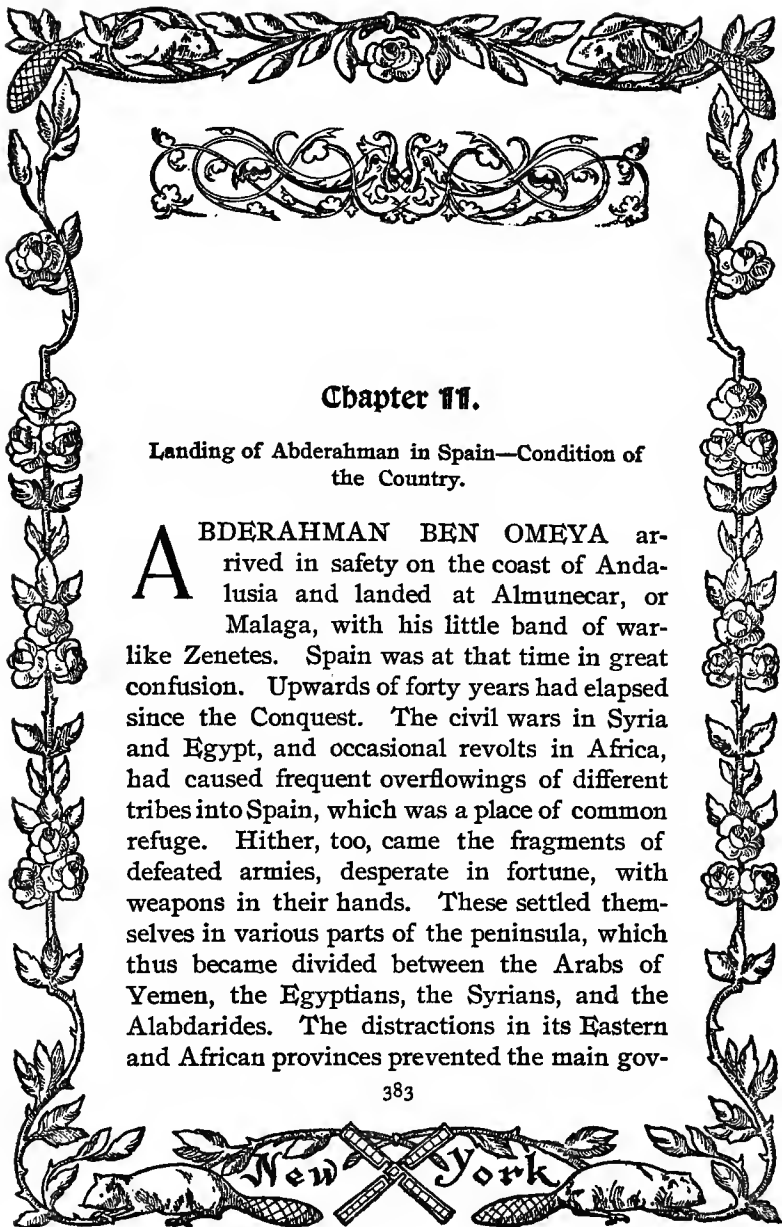 Chapter II.
Landing of Abderahman in Spain—Condition of
the Country.
ABDERAHMAN BEN OMEYA ar-
rived in safety on the coast of Anda-
lusia and landed at Almunecar, or
Malaga, with his little band of war-
like Zenetes. Spain was at that time in great
confusion. Upwards of forty years had elapsed
since the Conquest. The civil wars in Syria
and Egypt, and occasional revolts in Africa,
had caused frequent overflowings of different
tribes into Spain, which was a place of common
refuge. Hither, too, came the fragments of
defeated armies, desperate in fortune, with
weapons in their hands. These settled them-
selves in various parts of the peninsula, which
thus became divided between the Arabs of
Yemen, the Egyptians, the Syrians, and the
Alabdarides. The distractions in its Eastern
and African provinces prevented the main gov-
383
New York